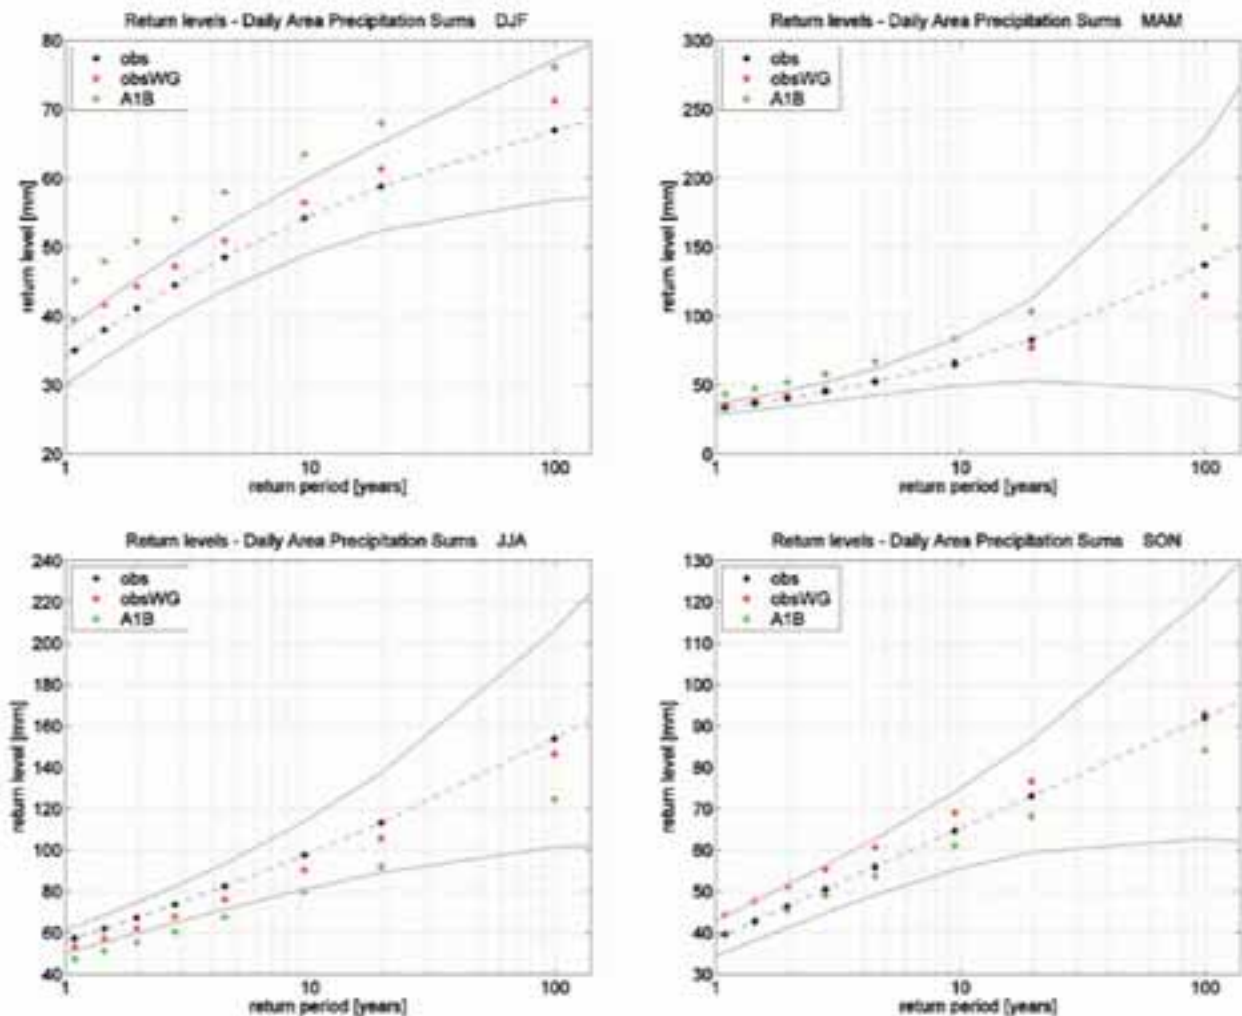 Return levels - Daily Area Precipitation Sums DJF
80
70
60
50
40
30
20
return level [mm]
obs
obsWG
A1B
1 10 100
return period [years]
Return levels - Daily Area Precipitation Sums MAM
300
250
200
150
100
50
0
return level [mm]
obs
obsWG
A1B
1 10 100
return period [years]
Return levels - Daily Area Precipitation Sums JJA
240
220
200
180
160
140
120
100
80
60
40
return level [mm]
obs
obsWG
A1B
1 10 100
return period [years]
Return levels - Daily Area Precipitation Sums SON
130
120
110
100
90
80
70
60
50
40
30
return level [mm]
obs
obsWG
A1B
1 10 100
return period [years]